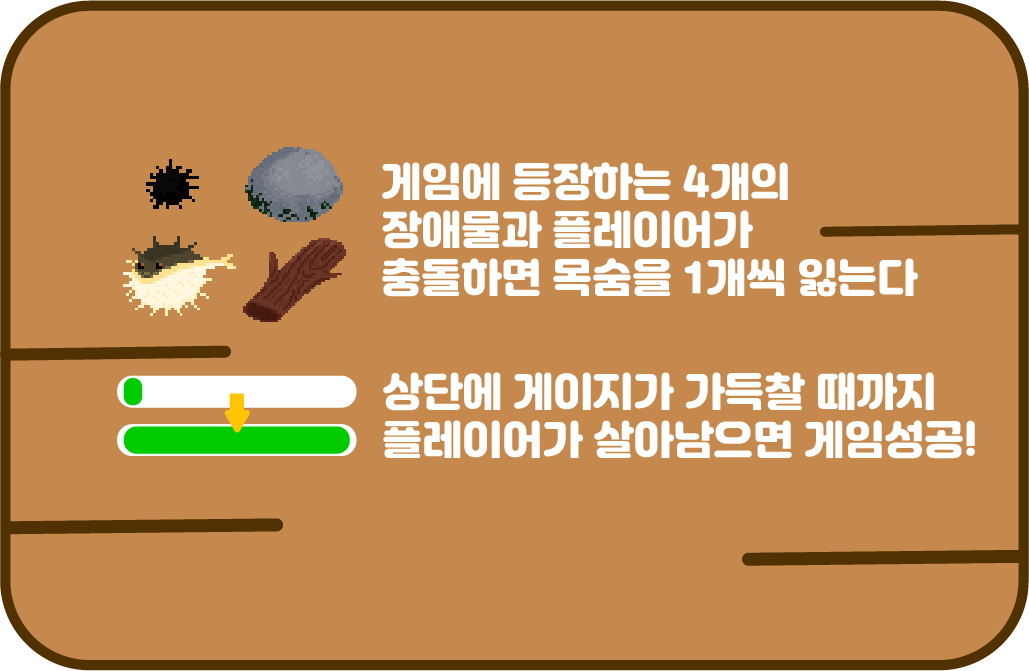 게임에 등장하는 4개의
장애물과 플레이어가
충돌하면 목숨을 1개씩 잃는다
상단에 게이지가 가득찰 때까지
플레이어가 살아남으면 게임성공!